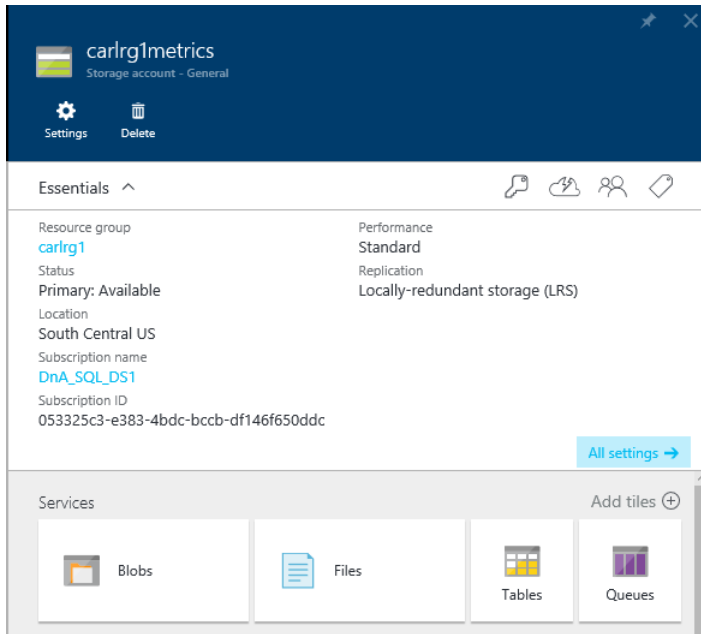 carlrg1metrics
Storage account - General
Settings
Delete
Essentials
Resource group
carlrg1
Status
Primary: Available
Location
South Central US
Subscription name
DnA_SQL_DS1
Subscription ID
053325c3-e383-4bdc-bccb-df146f650ddc
Performance
Standard
Replication
Locally-redundant storage (LRS)
All settings
Services
Add tiles
Blobs
Files
Tables
Queues